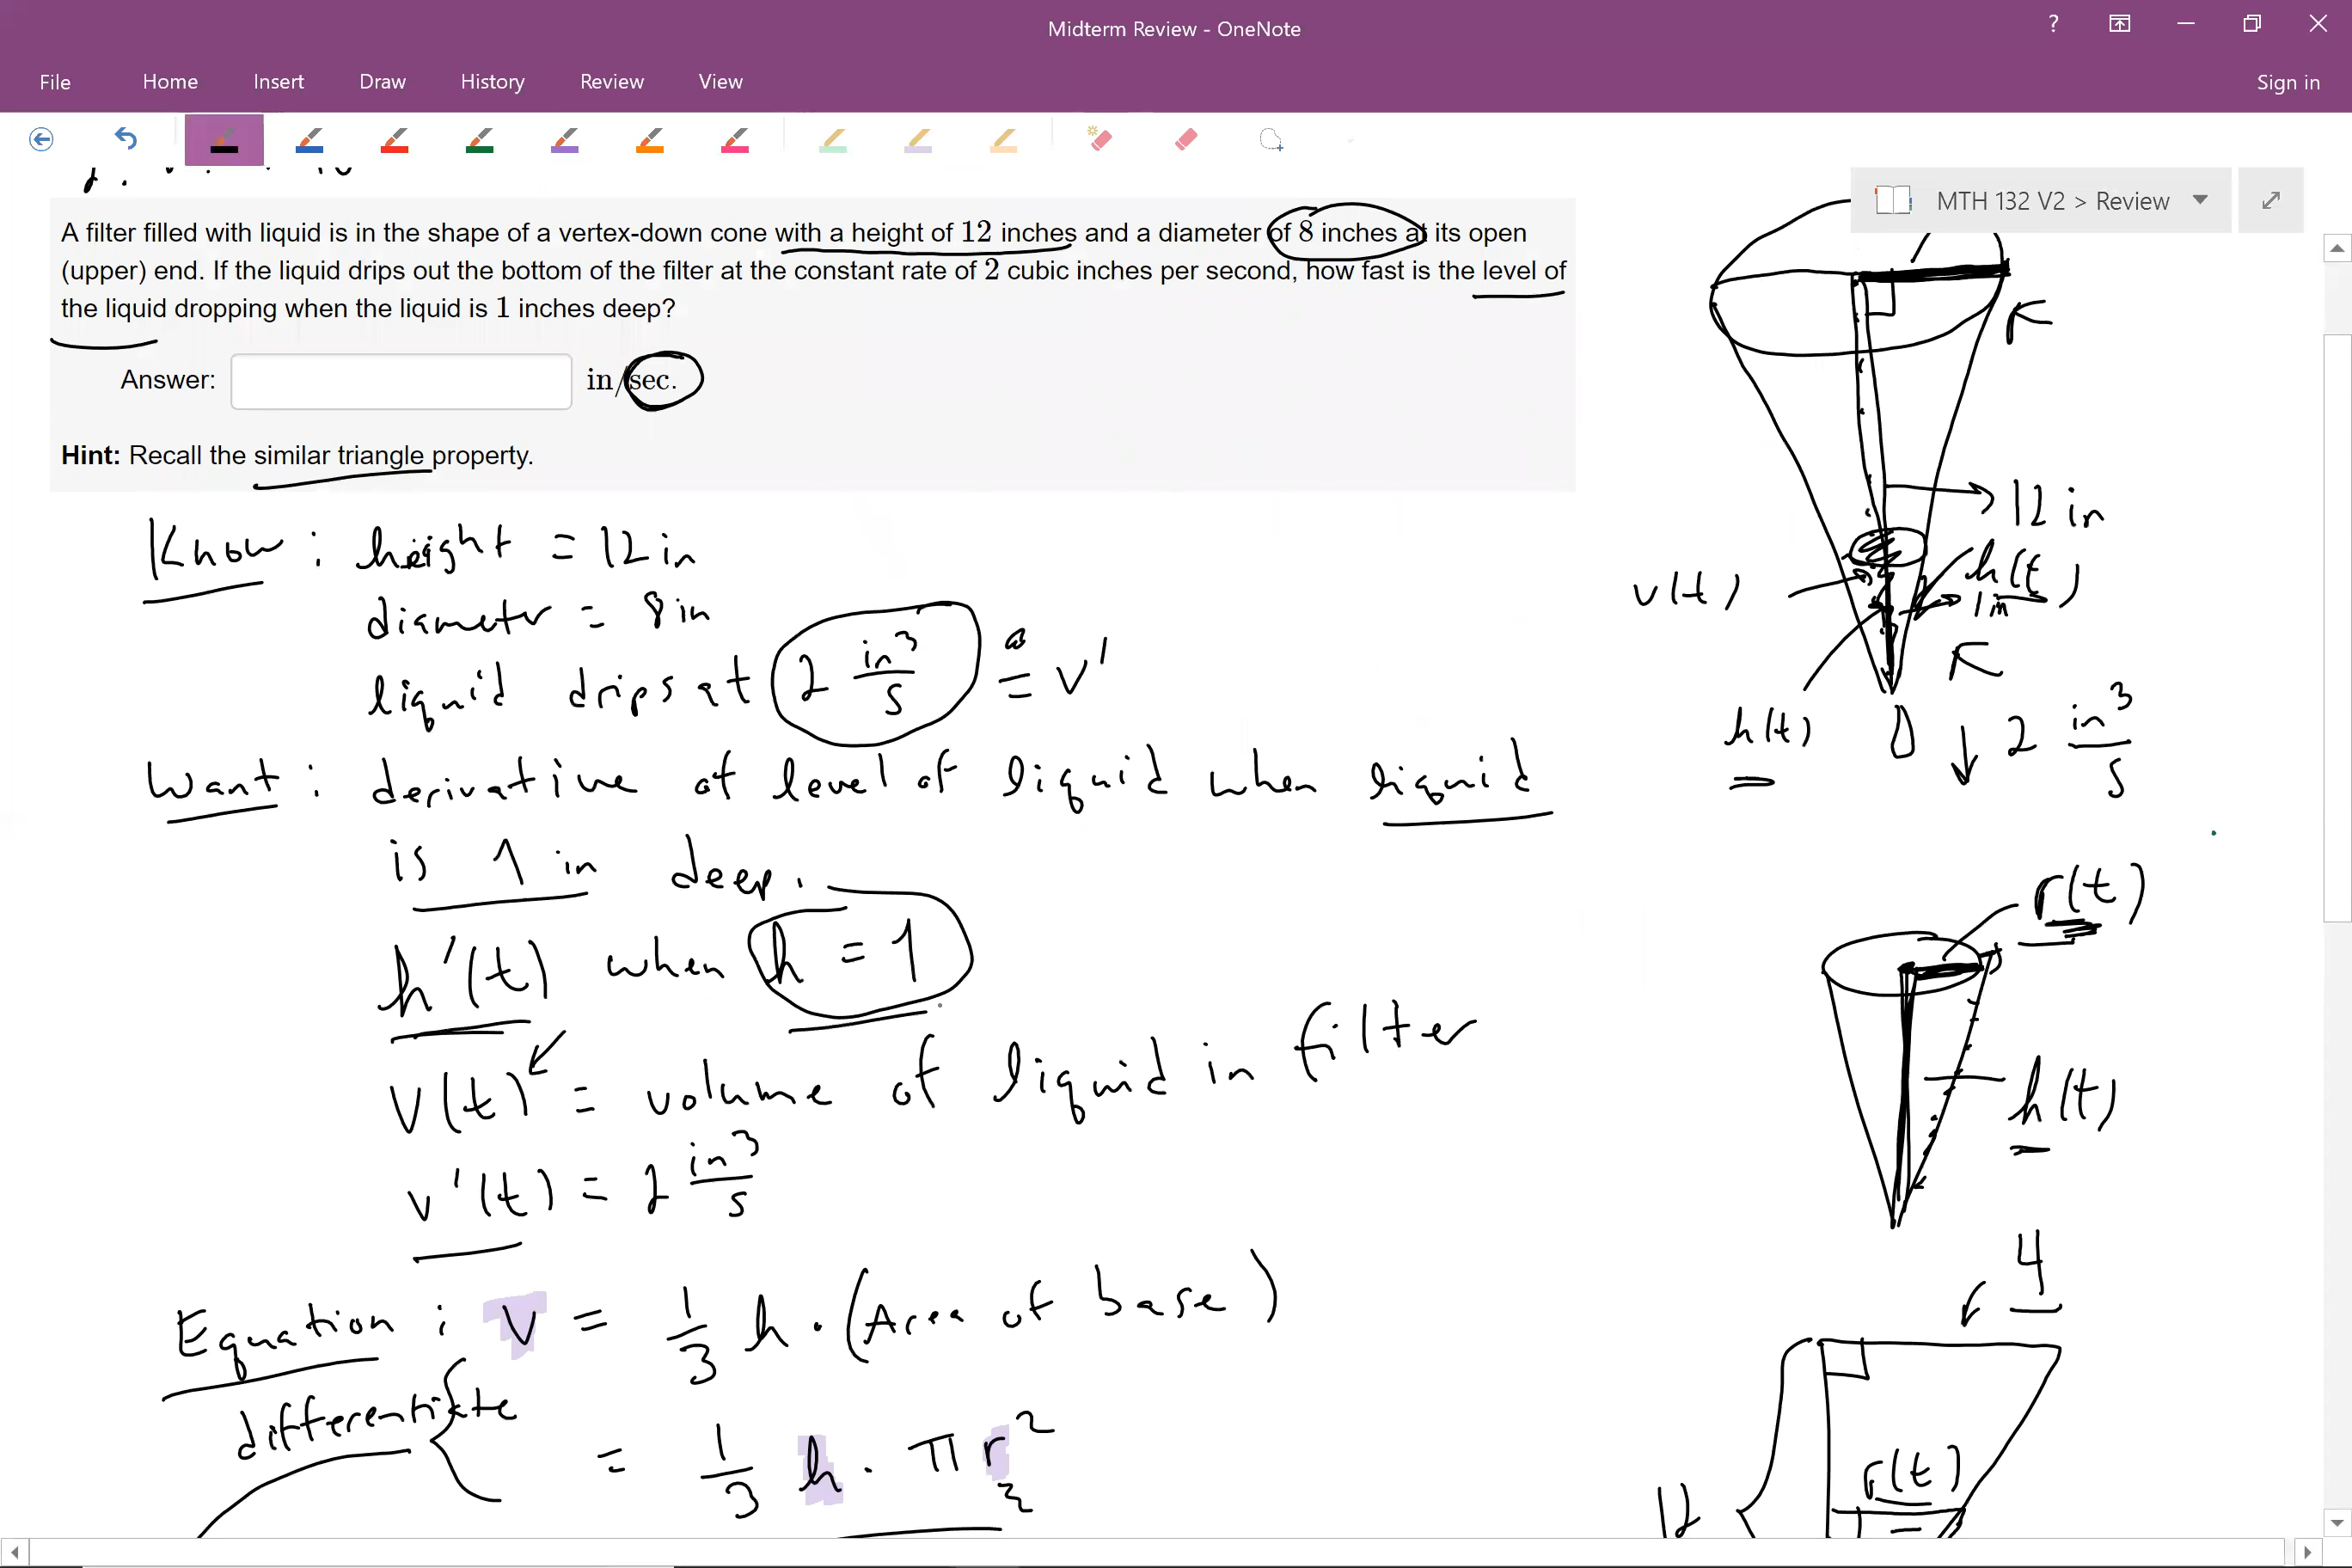 Midterm Review - OneNote
?
File Home Insert Draw History Review View Sign in
MTH 132 V2 > Review
A filter filled with liquid is in the shape of a vertex-down cone with a height of 12 inches and a diameter of 8 inches at its open
(upper) end. If the liquid drips out the bottom of the filter at the constant rate of 2 cubic inches per second, how fast is the level of
the liquid dropping when the liquid is 1 inches deep?
Answer: in/sec.
Hint: Recall the similar triangle property.
Know: height = 12 in
diameter = 8 in
liquid drips at 2 in³/s = v'
Want: derivative of level of liquid when liquid
is 1 in deep.
h'(t) when h = 1
V(t) = volume of liquid in filter
v'(t) = 2 in³/s
Equation: V = 1/3 h · (Area of base)
differentiate
= 1/3 h · π r²
12 in
v(t)
h(t)
1 in
h(t)
2 in³/s
r(t)
h(t)
4
r(t)
12